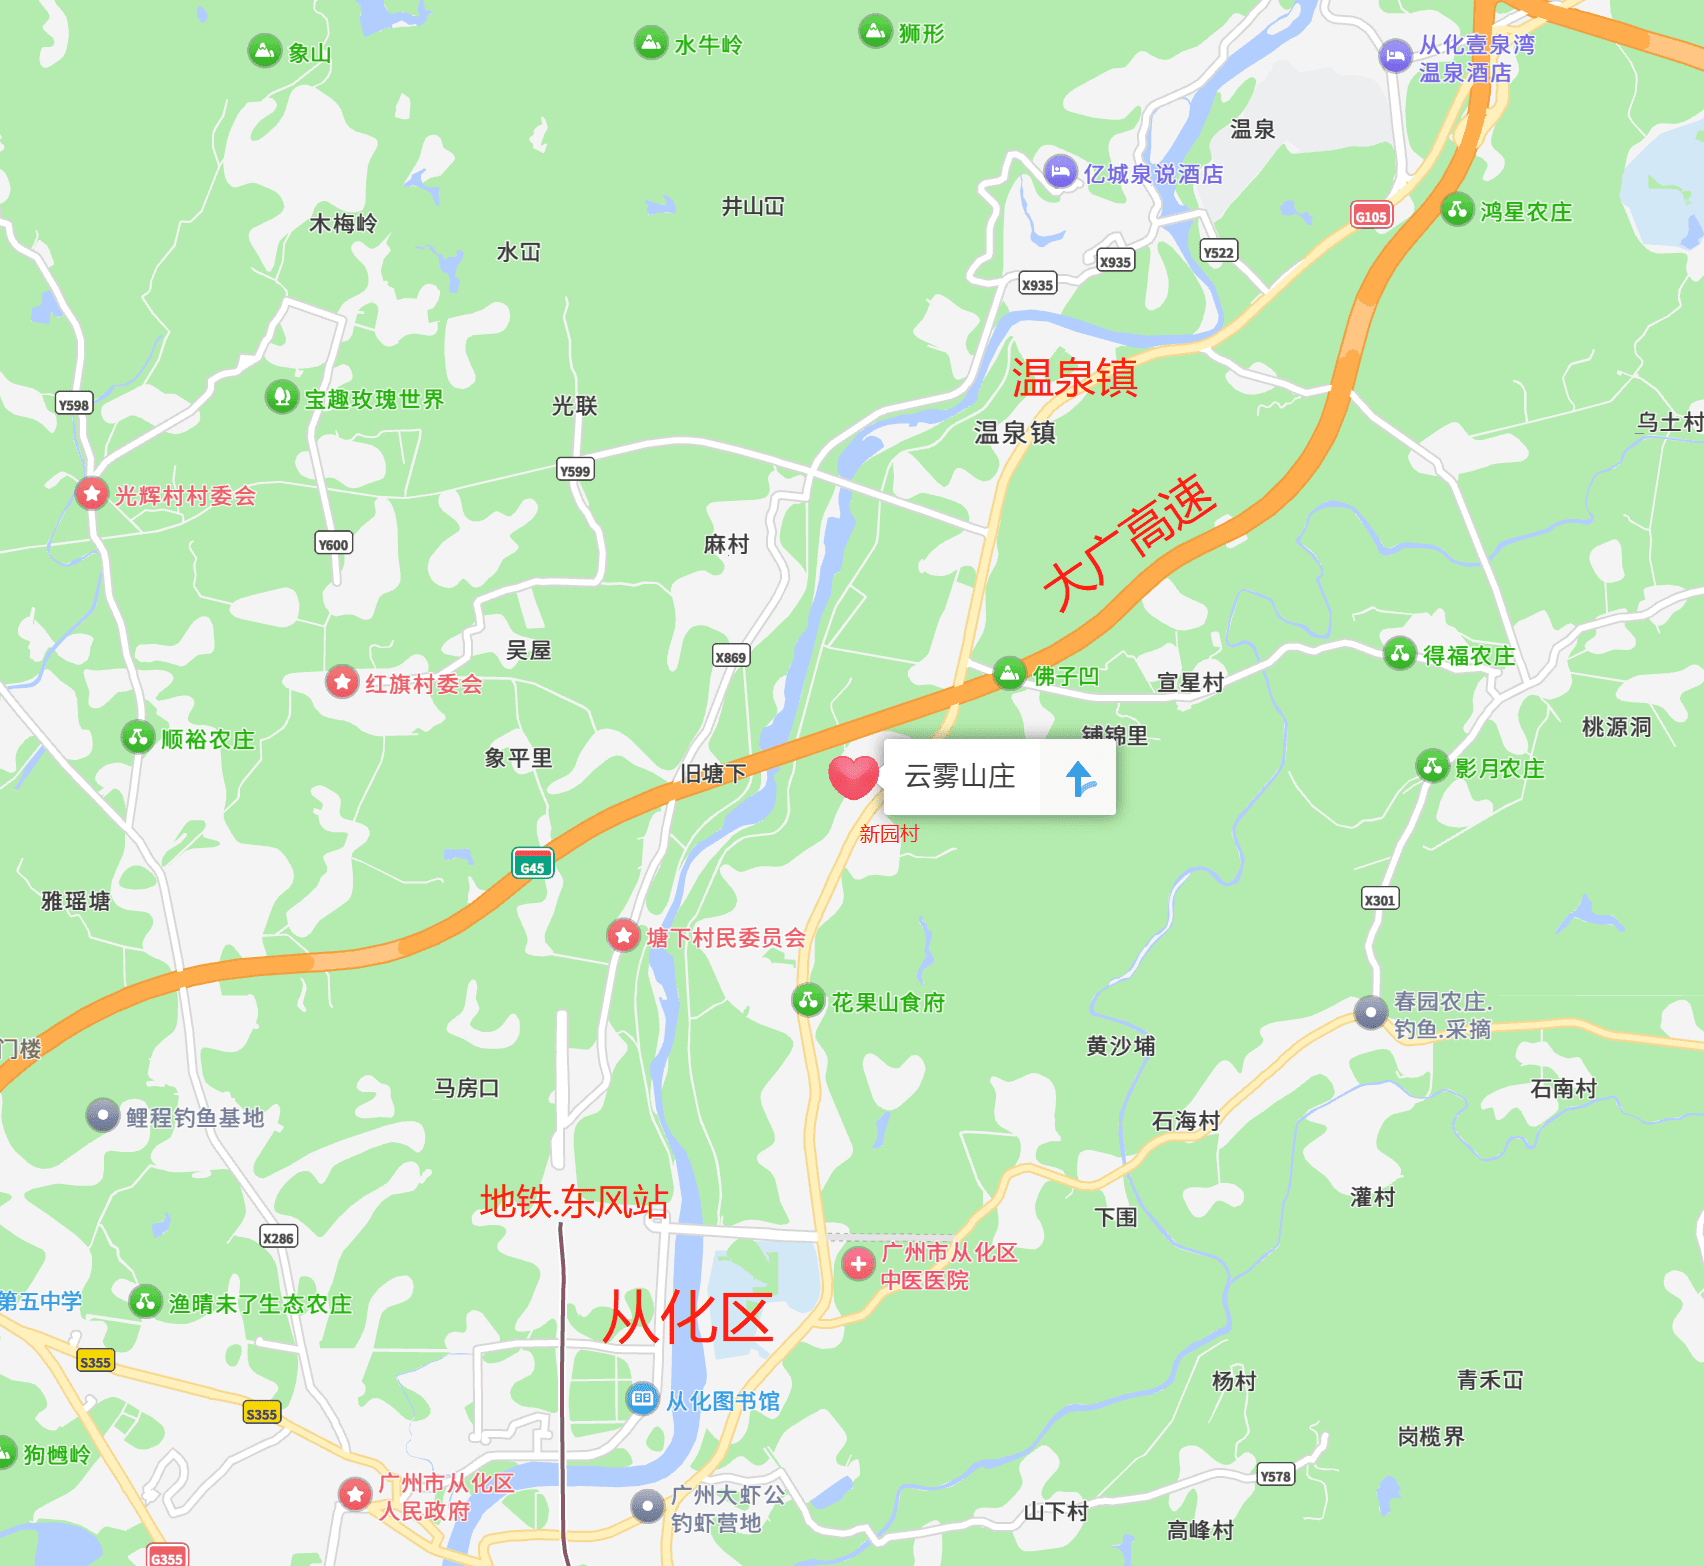 象山
水牛岭
狮形
从化壹泉湾
温泉酒店
温泉
亿城泉说酒店
井山冚
G105
鸿星农庄
木梅岭
水冚
X935
Y522
X935
温泉镇
Y598
宝趣玫瑰世界
光联
温泉镇
乌土村
Y599
光辉村村委会
大广高速
Y600
麻村
吴屋
X869
得福农庄
红旗村委会
佛子凹
宣星村
顺裕农庄
铺锦里
桃源洞
象平里
旧塘下
云雾山庄
影月农庄
新园村
G45
雅瑶塘
X301
塘下村民委员会
花果山食府
春园农庄.
钓鱼.采摘
门楼
黄沙埔
马房口
石南村
鲤程钓鱼基地
石海村
地铁.东风站
灌村
下围
X286
广州市从化区
中医医院
第五中学
渔晴未了生态农庄
从化区
S355
杨村
青禾冚
从化图书馆
S355
岗榄界
狗乸岭
Y578
广州市从化区
人民政府
广州大虾公
钓虾营地
山下村
高峰村
G355